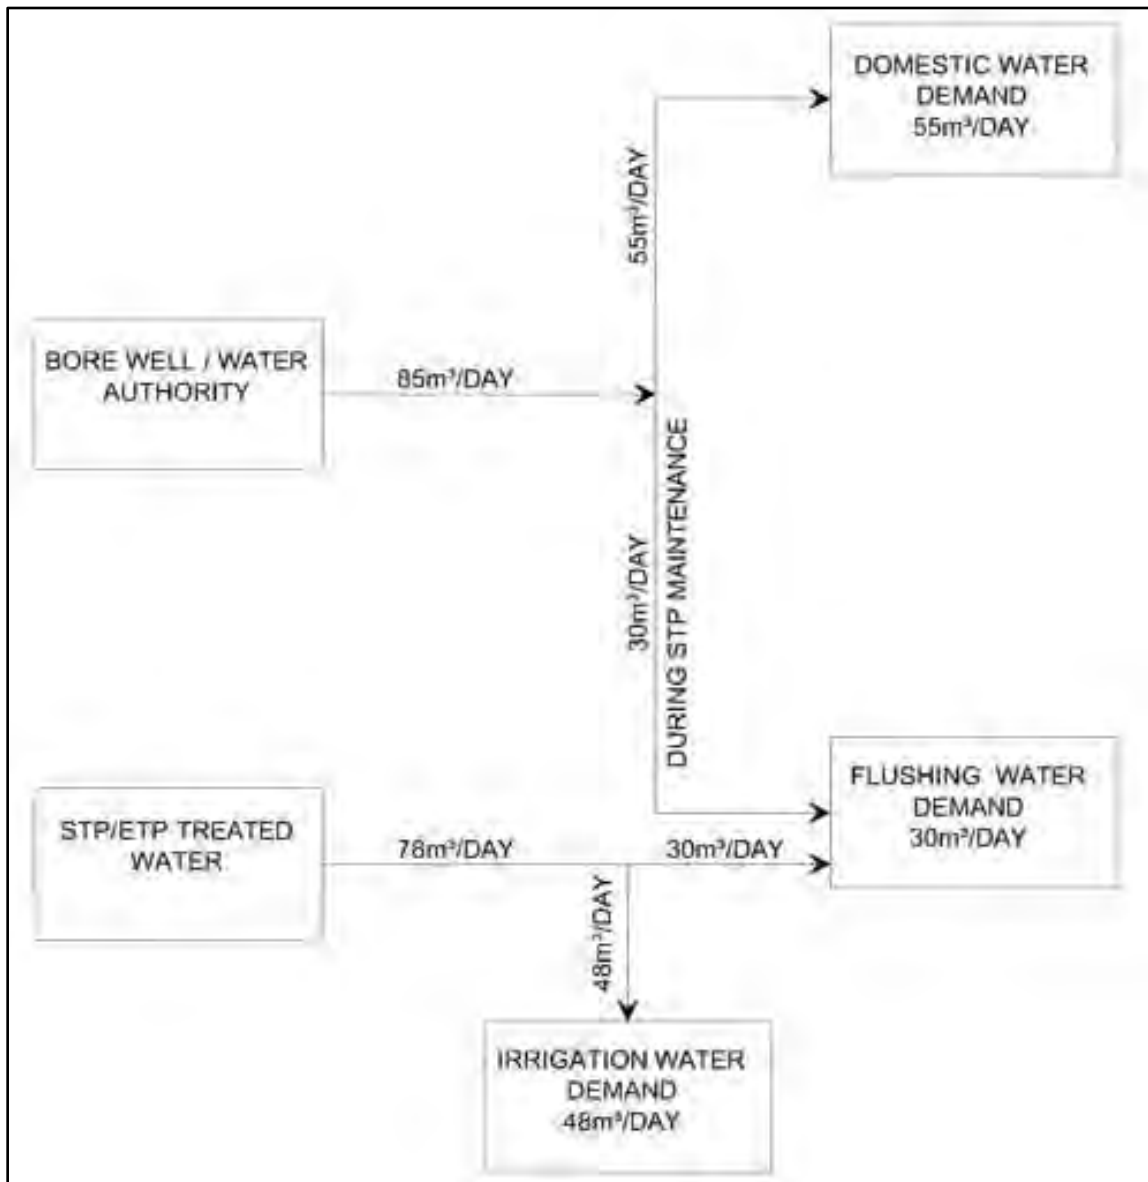 DOMESTIC WATER
DEMAND
55m³/DAY
55m³/DAY
BORE WELL / WATER
AUTHORITY
85m³/DAY
30m³/DAY
DURING STP MAINTENANCE
STP/ETP TREATED
WATER
78m³/DAY
30m³/DAY
FLUSHING WATER
DEMAND
30m³/DAY
48m³/DAY
IRRIGATION WATER
DEMAND
48m³/DAY